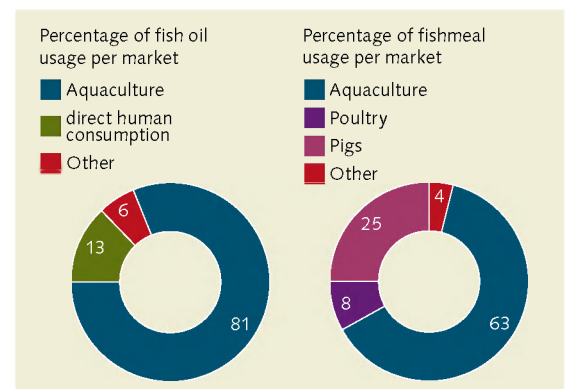 Percentage of fish oil
usage per market
Aquaculture
direct human
consumption
Other
6
13
81
Percentage of fishmeal
usage per market
Aquaculture
Poultry
Pigs
Other
4
25
8
63